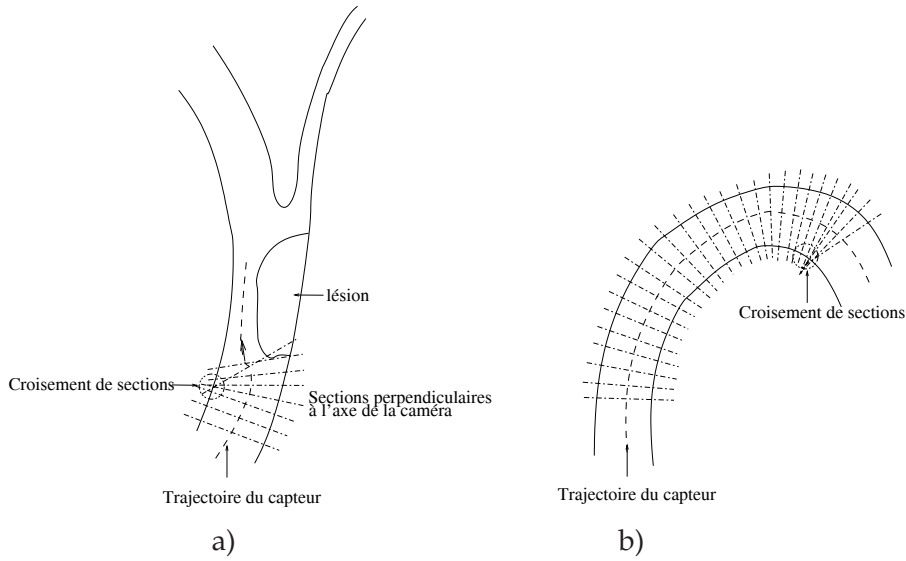 lésion
Croisement de sections
Sections perpendiculaires
à l'axe de la caméra
Trajectoire du capteur
a)
Croisement de sections
Trajectoire du capteur
b)